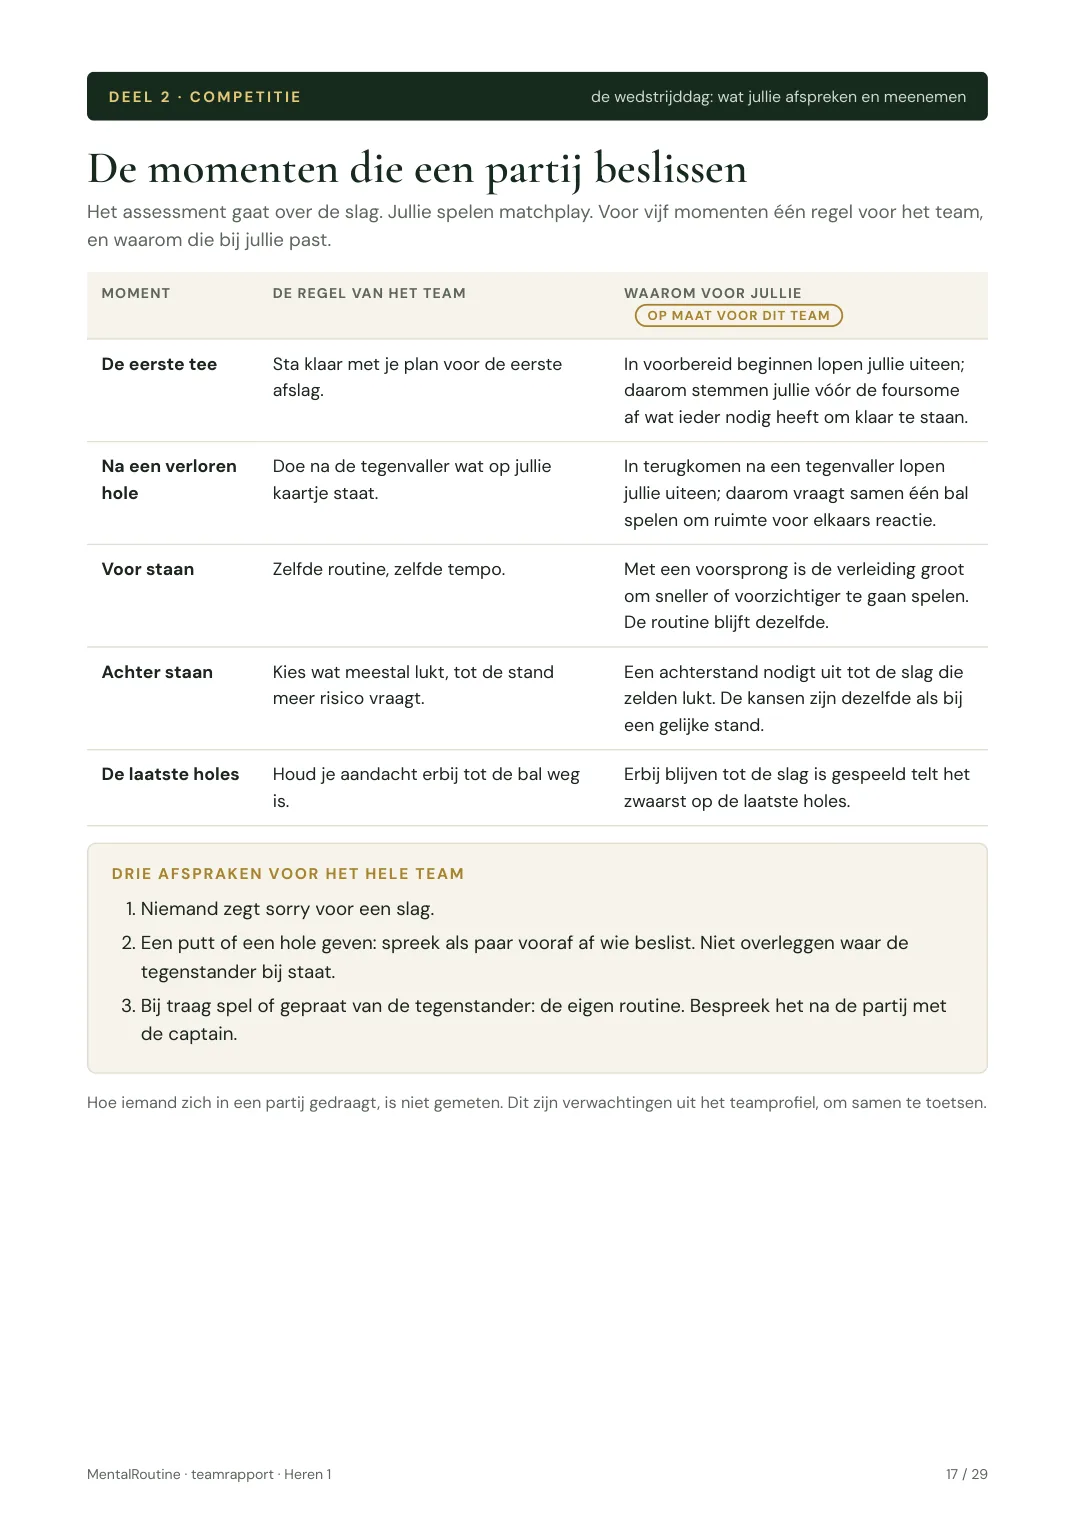 DEEL 2 · COMPETITIE
de wedstrijddag: wat jullie afspreken en meenemen
De momenten die een partij beslissen
Het assessment gaat over de slag. Jullie spelen matchplay. Voor vijf momenten één regel voor het team,
en waarom die bij jullie past.
MOMENT
DE REGEL VAN HET TEAM
WAAROM VOOR JULLIE
OP MAAT VOOR DIT TEAM
De eerste tee
Sta klaar met je plan voor de eerste
afslag.
In voorbereid beginnen lopen jullie uiteen;
daarom stemmen jullie vóór de foursome
af wat ieder nodig heeft om klaar te staan.
Na een verloren
hole
Doe na de tegenvaller wat op jullie
kaartje staat.
In terugkomen na een tegenvaller lopen
jullie uiteen; daarom vraagt samen één bal
spelen om ruimte voor elkaars reactie.
Voor staan
Zelfde routine, zelfde tempo.
Met een voorsprong is de verleiding groot
om sneller of voorzichtiger te gaan spelen.
De routine blijft dezelfde.
Achter staan
Kies wat meestal lukt, tot de stand
meer risico vraagt.
Een achterstand nodigt uit tot de slag die
zelden lukt. De kansen zijn dezelfde als bij
een gelijke stand.
De laatste holes
Houd je aandacht erbij tot de bal weg
is.
Erbij blijven tot de slag is gespeeld telt het
zwaarst op de laatste holes.
DRIE AFSPRAKEN VOOR HET HELE TEAM
1. Niemand zegt sorry voor een slag.
2. Een putt of een hole geven: spreek als paar vooraf af wie beslist. Niet overleggen waar de
tegenstander bij staat.
3. Bij traag spel of gepraat van de tegenstander: de eigen routine. Bespreek het na de partij met
de captain.
Hoe iemand zich in een partij gedraagt, is niet gemeten. Dit zijn verwachtingen uit het teamprofiel, om samen te toetsen.
MentalRoutine · teamrapport · Heren 1
17 / 29